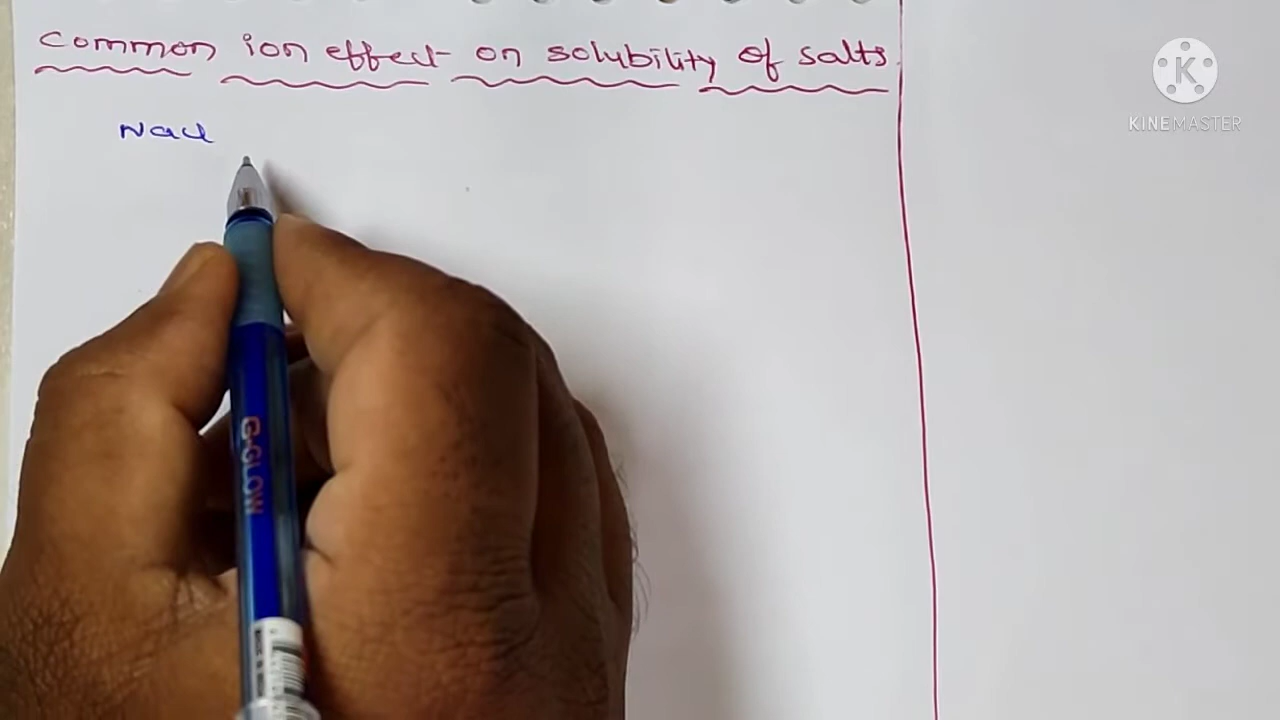 common ion effect on solubility of salts.
NaCl
G-GLOW
K
KINEMASTER